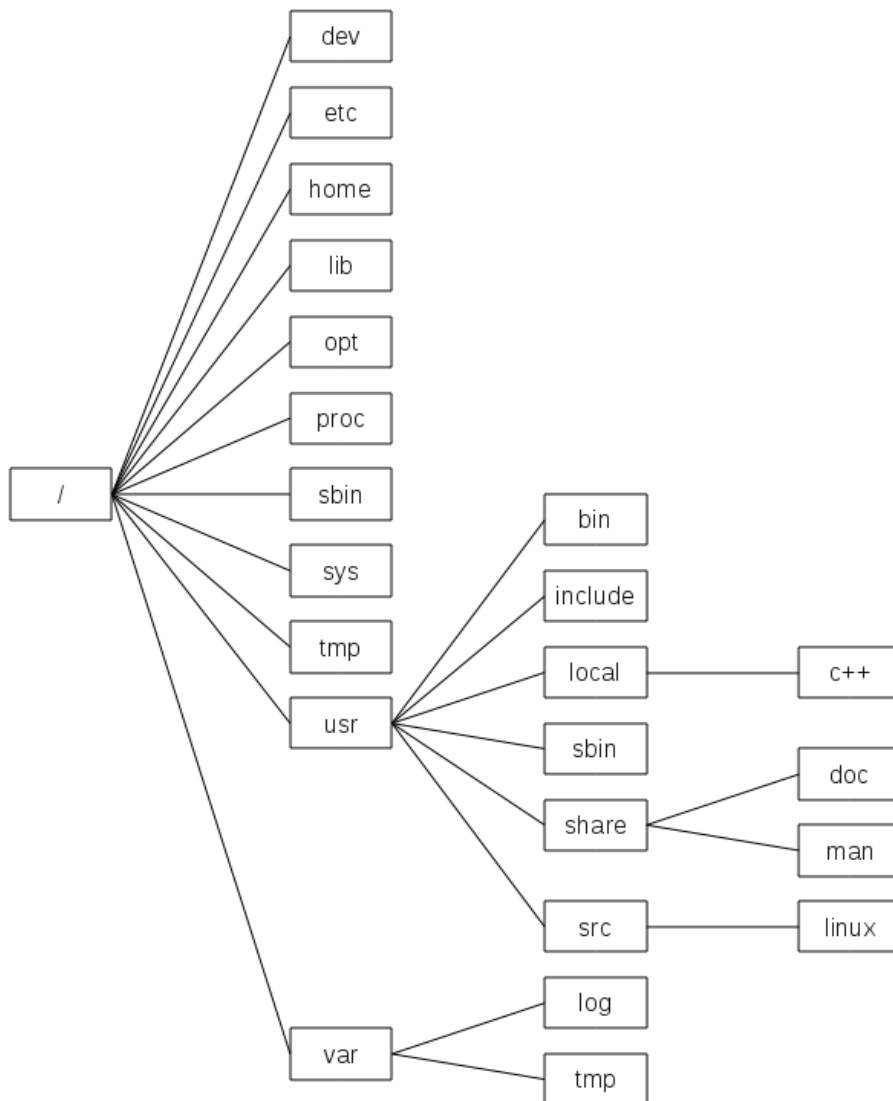 dev
etc
home
lib
opt
proc
/
sbin
bin
sys
include
tmp
local
c++
usr
sbin
doc
share
man
src
linux
log
var
tmp